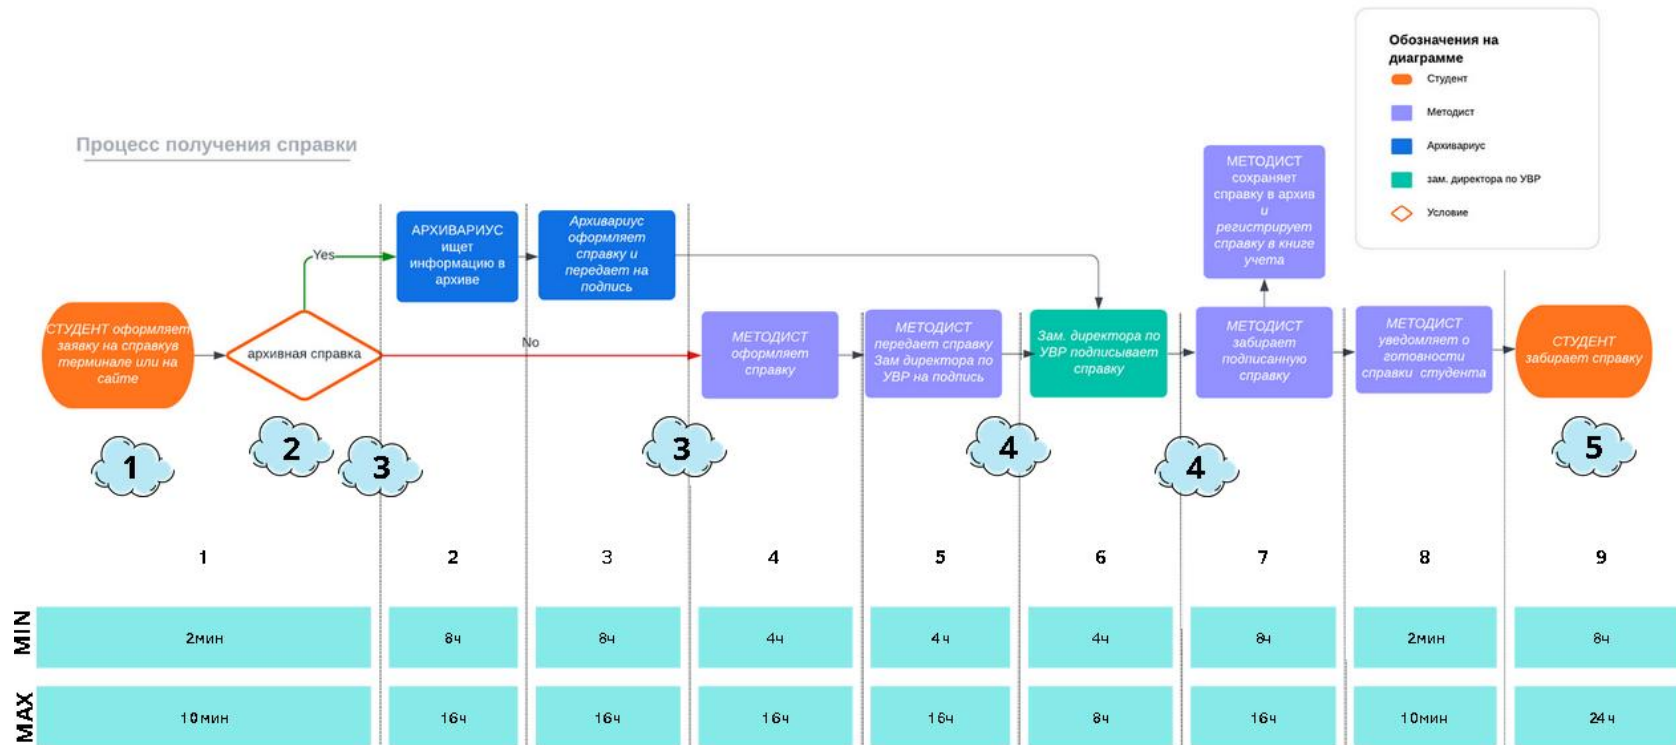 Обозначения на
диаграмме
Студент
Методист
Архивариус
зам. директора по УВР
Условие
Процесс получения справки
МЕТОДИСТ
сохраняет
справку в архив
и
регистрирует
справку в книге
учета
Yes
АРХИВАРИУС
ищет
информацию в
архиве
Архивариус
оформляет
справку и
передает на
подпись
СТУДЕНТ оформляет
заявку на справкув
терминале или на
сайте
архивная справка
No
МЕТОДИСТ
оформляет
справку
МЕТОДИСТ
передает справку
Зам директора по
УВР на подпись
Зам. директора по
УВР подписывает
справку
МЕТОДИСТ
забирает
подписанную
справку
МЕТОДИСТ
уведомляет о
готовности
справки студента
СТУДЕНТ
забирает справку
1
2
3
3
4
4
5
1 2 3 4 5 6 7 8 9
MIN 2мин 8ч 8ч 4ч 4ч 4ч 8ч 2мин 8ч
MAX 10мин 16ч 16ч 16ч 16ч 8ч 16ч 10мин 24ч